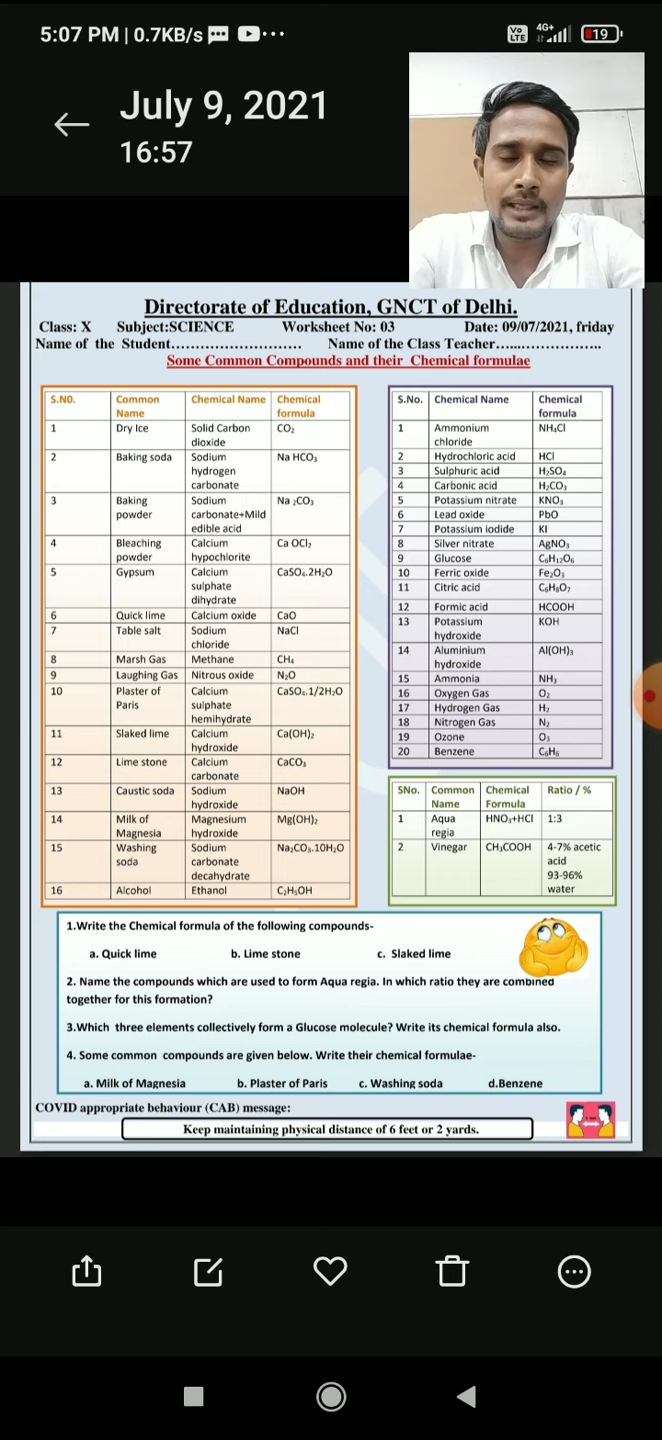 5:07 PM | 0.7KB/s
Vo LTE 4G+ 19
July 9, 2021
16:57
Directorate of Education, GNCT of Delhi.
Class: X Subject:SCIENCE Worksheet No: 03 Date: 09/07/2021, friday
Name of the Student.......................... Name of the Class Teacher......................
Some Common Compounds and their Chemical formulae
S.NO. Common Name Chemical Name Chemical formula
1 Dry Ice Solid Carbon dioxide CO₂
2 Baking soda Sodium hydrogen carbonate Na HCO₃
3 Baking powder Sodium carbonate+Mild edible acid Na ₂CO₃
4 Bleaching powder Calcium hypochlorite Ca OCl₂
5 Gypsum Calcium sulphate dihydrate CaSO₄.2H₂O
6 Quick lime Calcium oxide CaO
7 Table salt Sodium chloride NaCl
8 Marsh Gas Methane CH₄
9 Laughing Gas Nitrous oxide N₂O
10 Plaster of Paris Calcium sulphate hemihydrate CaSO₄.1/2H₂O
11 Slaked lime Calcium hydroxide Ca(OH)₂
12 Lime stone Calcium carbonate CaCO₃
13 Caustic soda Sodium hydroxide NaOH
14 Milk of Magnesia Magnesium hydroxide Mg(OH)₂
15 Washing soda Sodium carbonate decahydrate Na₂CO₃.10H₂O
16 Alcohol Ethanol C₂H₅OH
S.No. Chemical Name Chemical formula
1 Ammonium chloride NH₄Cl
2 Hydrochloric acid HCl
3 Sulphuric acid H₂SO₄
4 Carbonic acid H₂CO₃
5 Potassium nitrate KNO₃
6 Lead oxide PbO
7 Potassium iodide KI
8 Silver nitrate AgNO₃
9 Glucose C₆H₁₂O₆
10 Ferric oxide Fe₂O₃
11 Citric acid C₆H₈O₇
12 Formic acid HCOOH
13 Potassium hydroxide KOH
14 Aluminium hydroxide Al(OH)₃
15 Ammonia NH₃
16 Oxygen Gas O₂
17 Hydrogen Gas H₂
18 Nitrogen Gas N₂
19 Ozone O₃
20 Benzene C₆H₆
SNo. Common Name Chemical Formula Ratio / %
1 Aqua regia HNO₃+HCl 1:3
2 Vinegar CH₃COOH 4-7% acetic acid 93-96% water
1.Write the Chemical formula of the following compounds-
a. Quick lime b. Lime stone c. Slaked lime
2. Name the compounds which are used to form Aqua regia. In which ratio they are combined
together for this formation?
3.Which three elements collectively form a Glucose molecule? Write its chemical formula also.
4. Some common compounds are given below. Write their chemical formulae-
a. Milk of Magnesia b. Plaster of Paris c. Washing soda d.Benzene
COVID appropriate behaviour (CAB) message:
Keep maintaining physical distance of 6 feet or 2 yards.